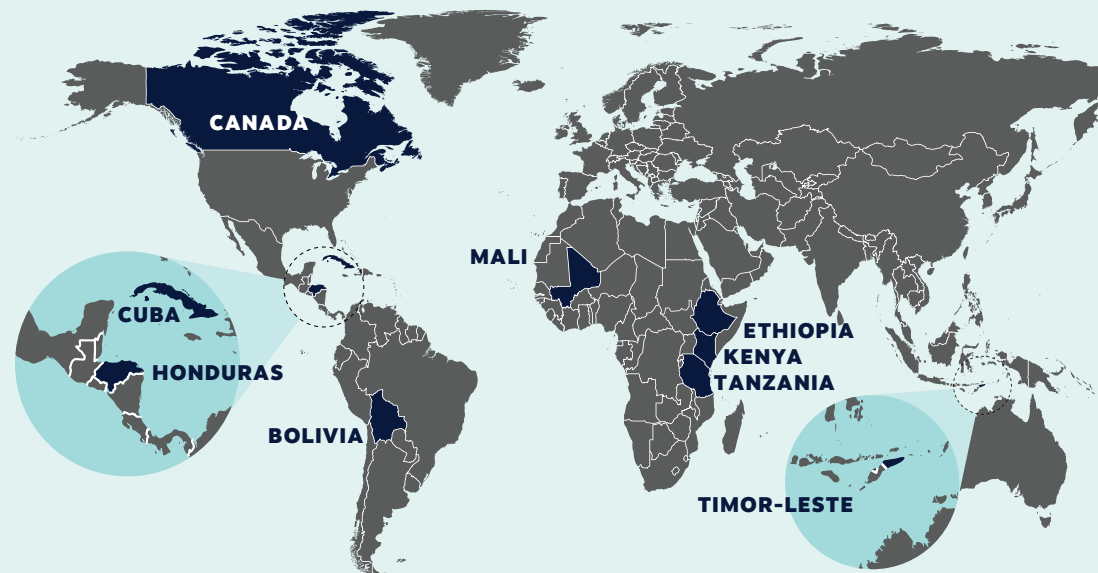 CANADA
MALI
CUBA
ETHIOPIA
KENYA
HONDURAS
TANZANIA
BOLIVIA
TIMOR-LESTE